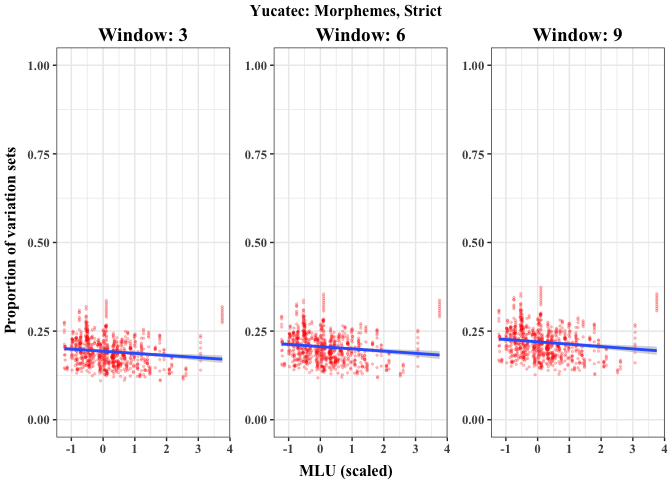 Yucatec: Morphemes, Strict
Window: 3
Window: 6
Window: 9
Proportion of variation sets
1.00
0.75
0.50
0.25
0.00
-1 0 1 2 3 4
1.00
0.75
0.50
0.25
0.00
-1 0 1 2 3 4
1.00
0.75
0.50
0.25
0.00
-1 0 1 2 3 4
MLU (scaled)